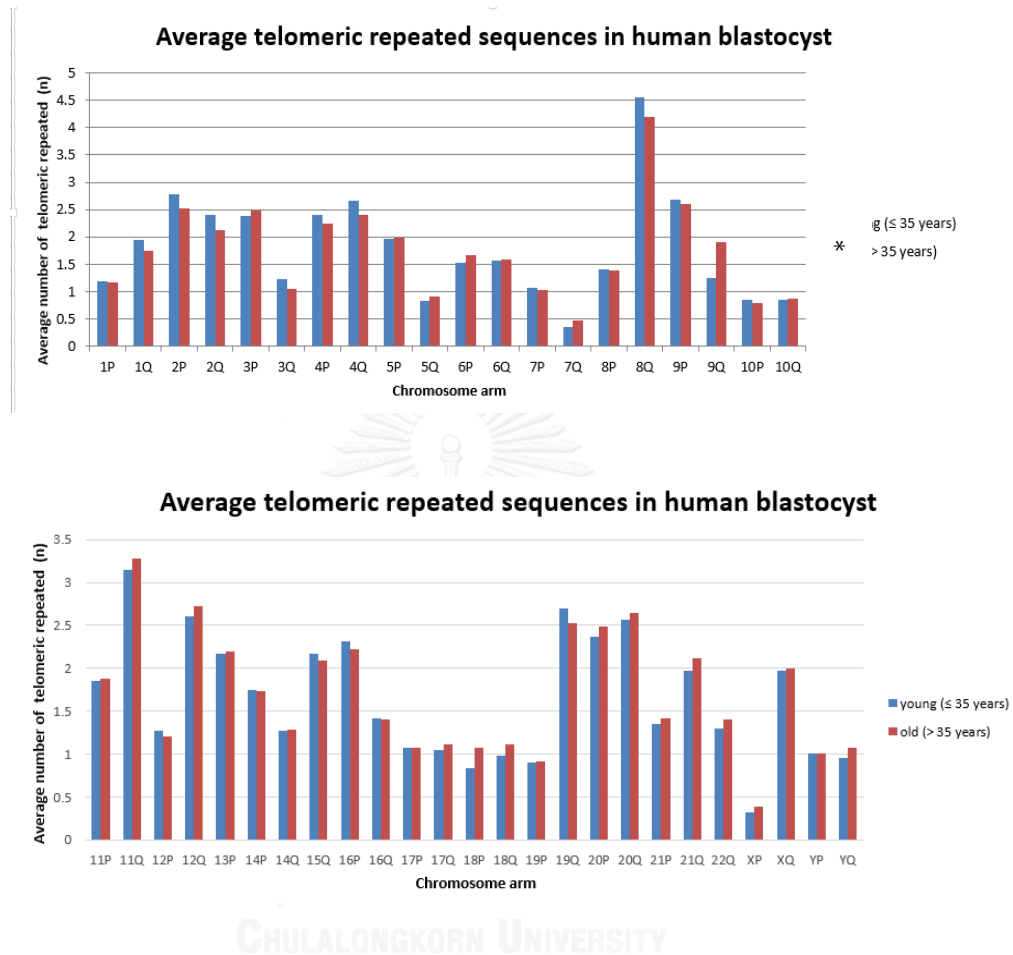 Average telomeric repeated sequences in human blastocyst
Average number of telomeric repeated (n)
5
4.5
4
3.5
3
2.5
2
1.5
1
0.5
0
1P 1Q 2P 2Q 3P 3Q 4P 4Q 5P 5Q 6P 6Q 7P 7Q 8P 8Q 9P 9Q 10P 10Q
Chromosome arm
g (≤ 35 years)
* > 35 years)
Average telomeric repeated sequences in human blastocyst
Average number of telomeric repeated (n)
3.5
3
2.5
2
1.5
1
0.5
0
11P 11Q 12P 12Q 13P 14P 14Q 15Q 16P 16Q 17P 17Q 18P 18Q 19P 19Q 20P 20Q 21P 21Q 22Q XP XQ YP YQ
Chromosome arm
young (≤ 35 years)
old (> 35 years)
CHULALONGKORN UNIVERSITY